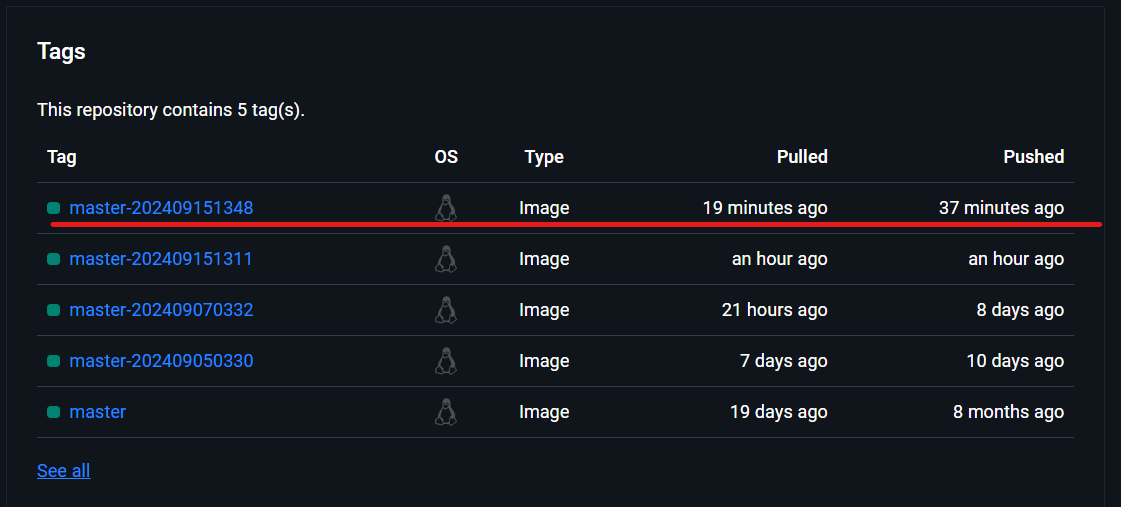 Tags
This repository contains 5 tag(s).
Tag OS Type Pulled Pushed
master-202409151348 Image 19 minutes ago 37 minutes ago
master-202409151311 Image an hour ago an hour ago
master-202409070332 Image 21 hours ago 8 days ago
master-202409050330 Image 7 days ago 10 days ago
master Image 19 days ago 8 months ago
See all